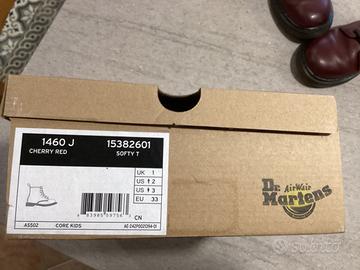 1460 J
15382601
CHERRY RED
SOFTY T
UK 1
US 2
US 3
EU 33
CN
AS502
CORE KIDS
Dr.
AirWair
Martens
subito